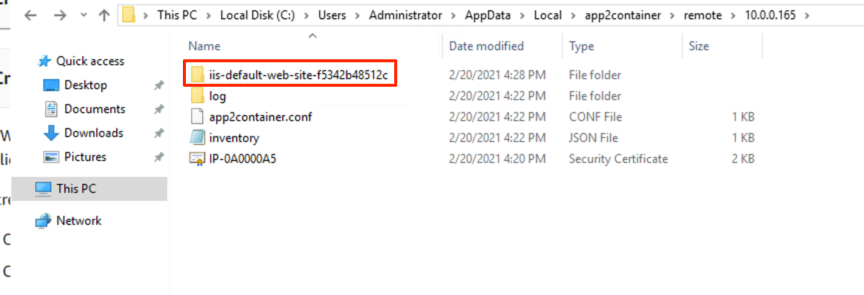 This PC > Local Disk (C:) > Users > Administrator > AppData > Local > app2container > remote > 10.0.0.165 >
Name Date modified Type Size
Quick access
Desktop
Documents
Downloads
Pictures
This PC
Network
iis-default-web-site-f5342b48512c 2/20/2021 4:28 PM File folder
log 2/20/2021 4:22 PM File folder
app2container.conf 2/20/2021 4:22 PM CONF File 1 KB
inventory 2/20/2021 4:22 PM JSON File 1 KB
IP-0A0000A5 2/20/2021 4:20 PM Security Certificate 2 KB